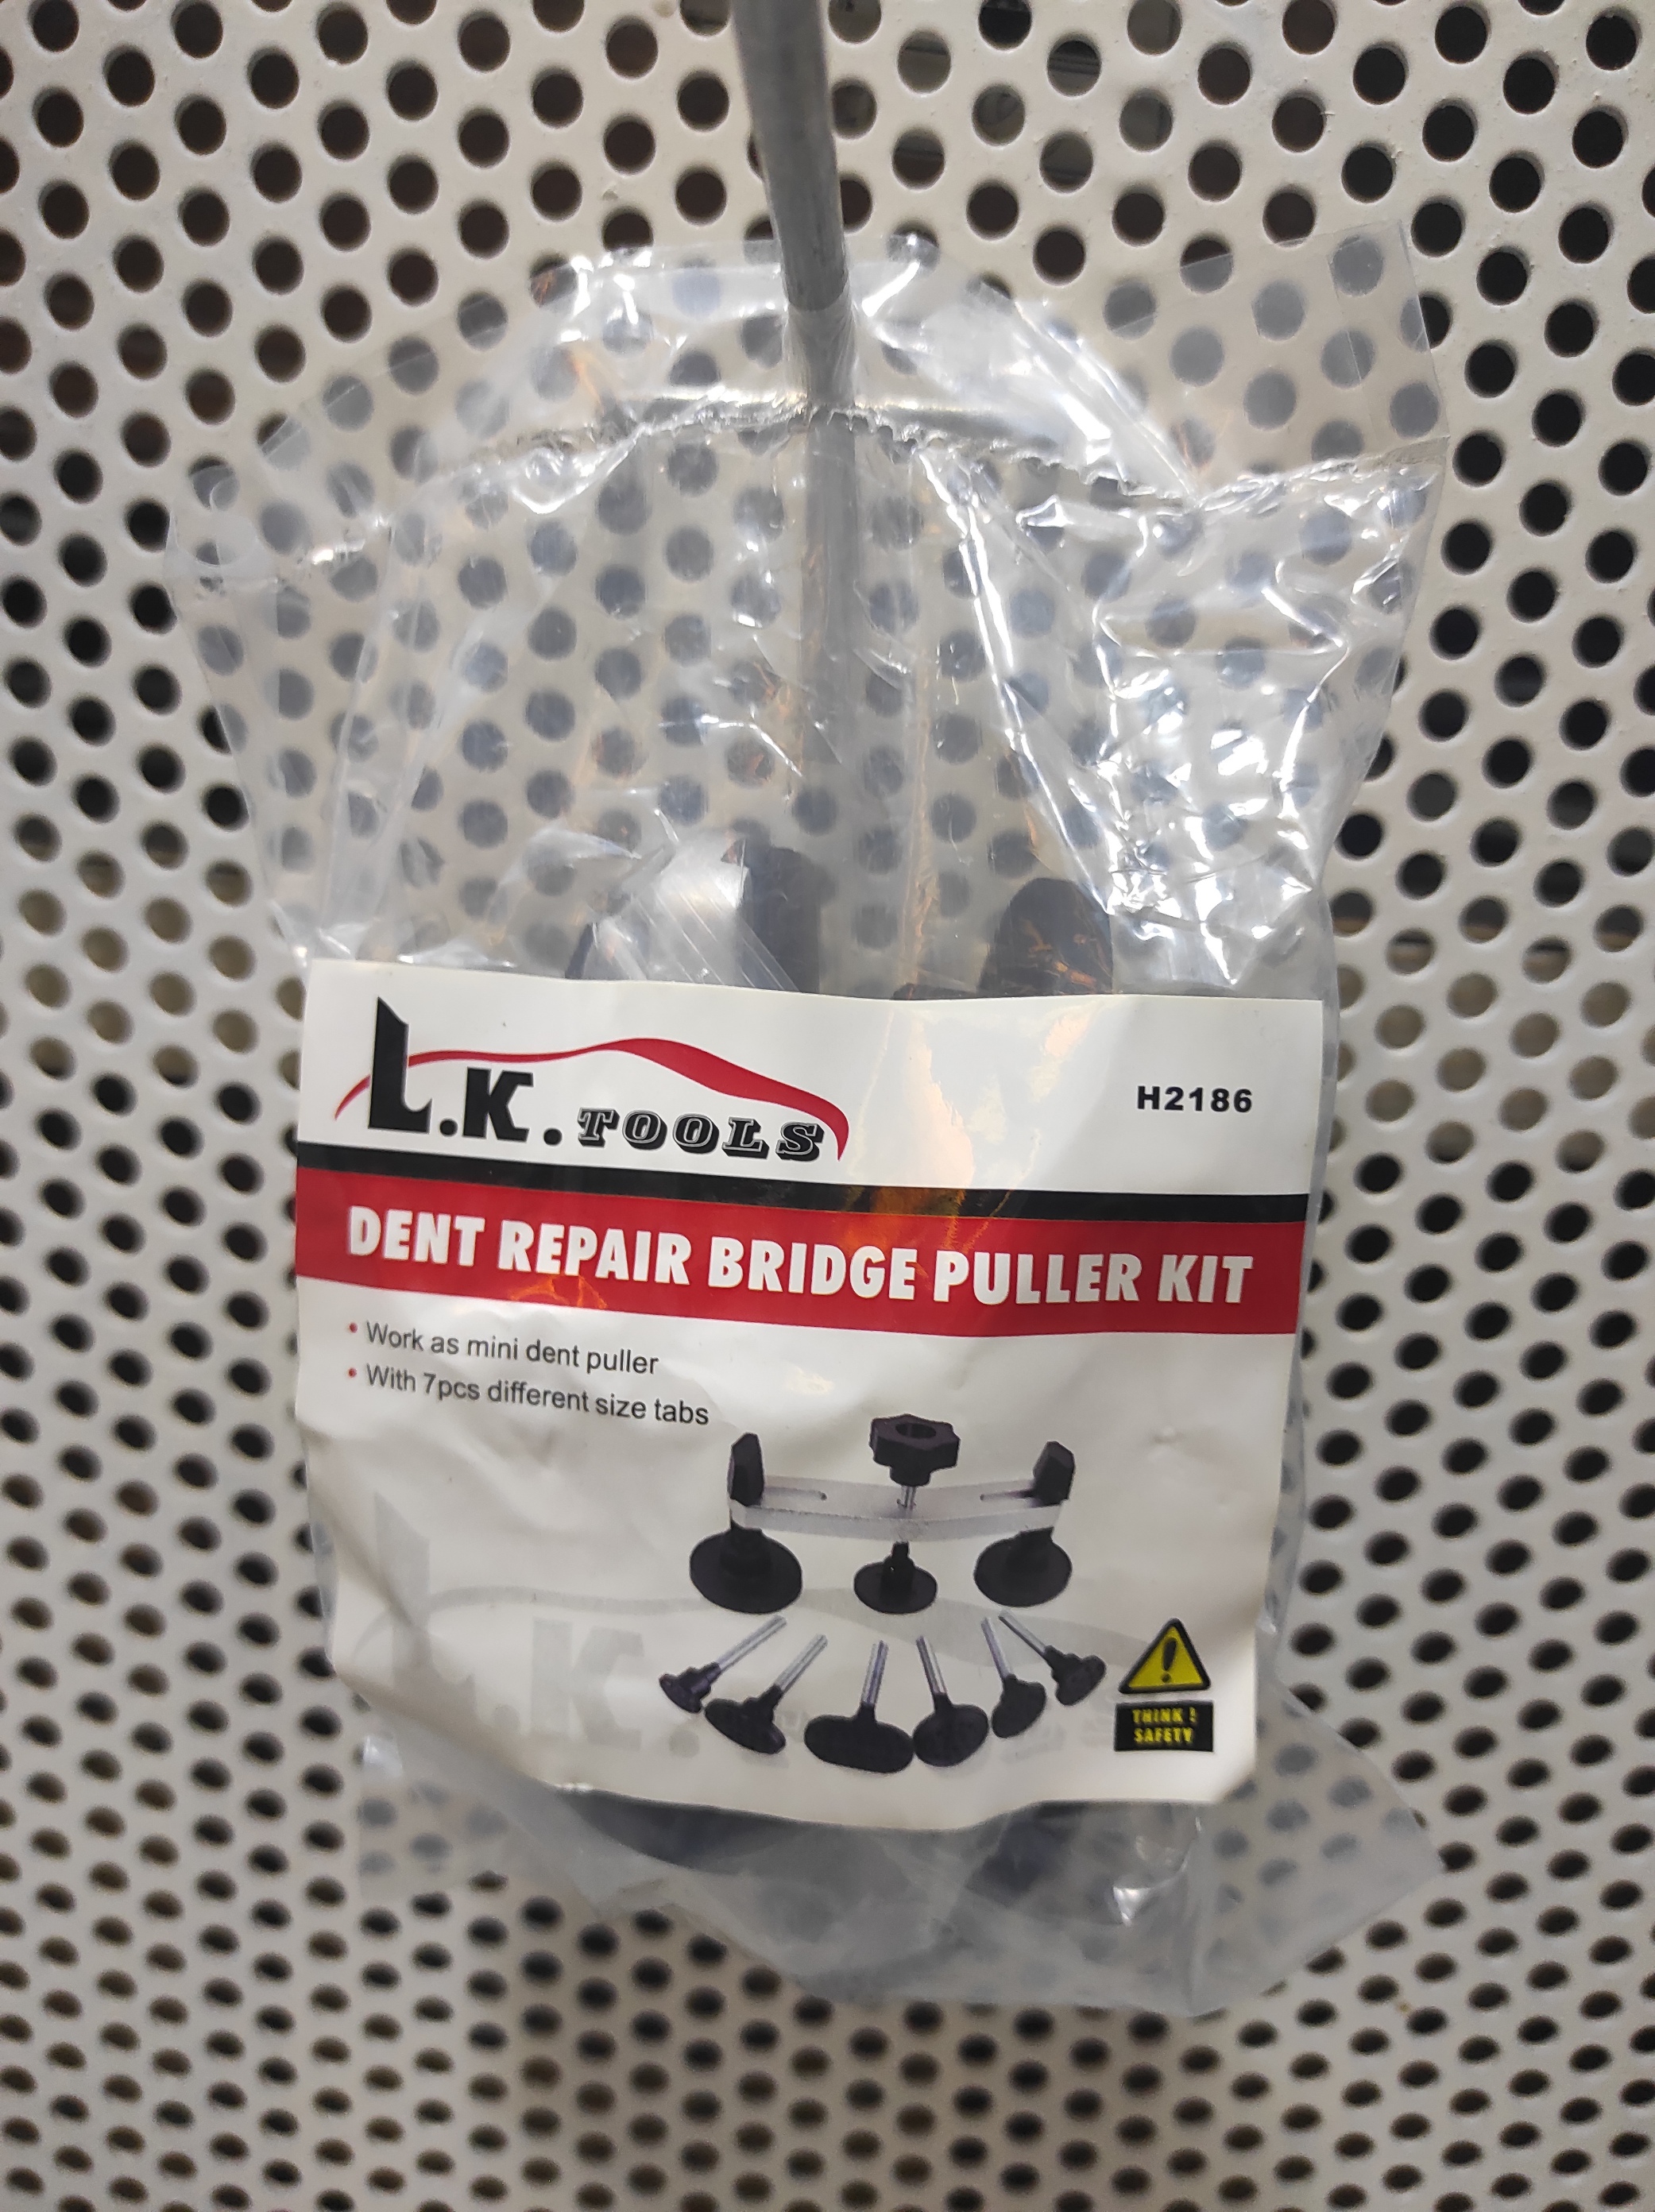 L.K. TOOLS
H2186
DENT REPAIR BRIDGE PULLER KIT
• Work as mini dent puller
• With 7pcs different size tabs
L.K.
THINK !
SAFETY